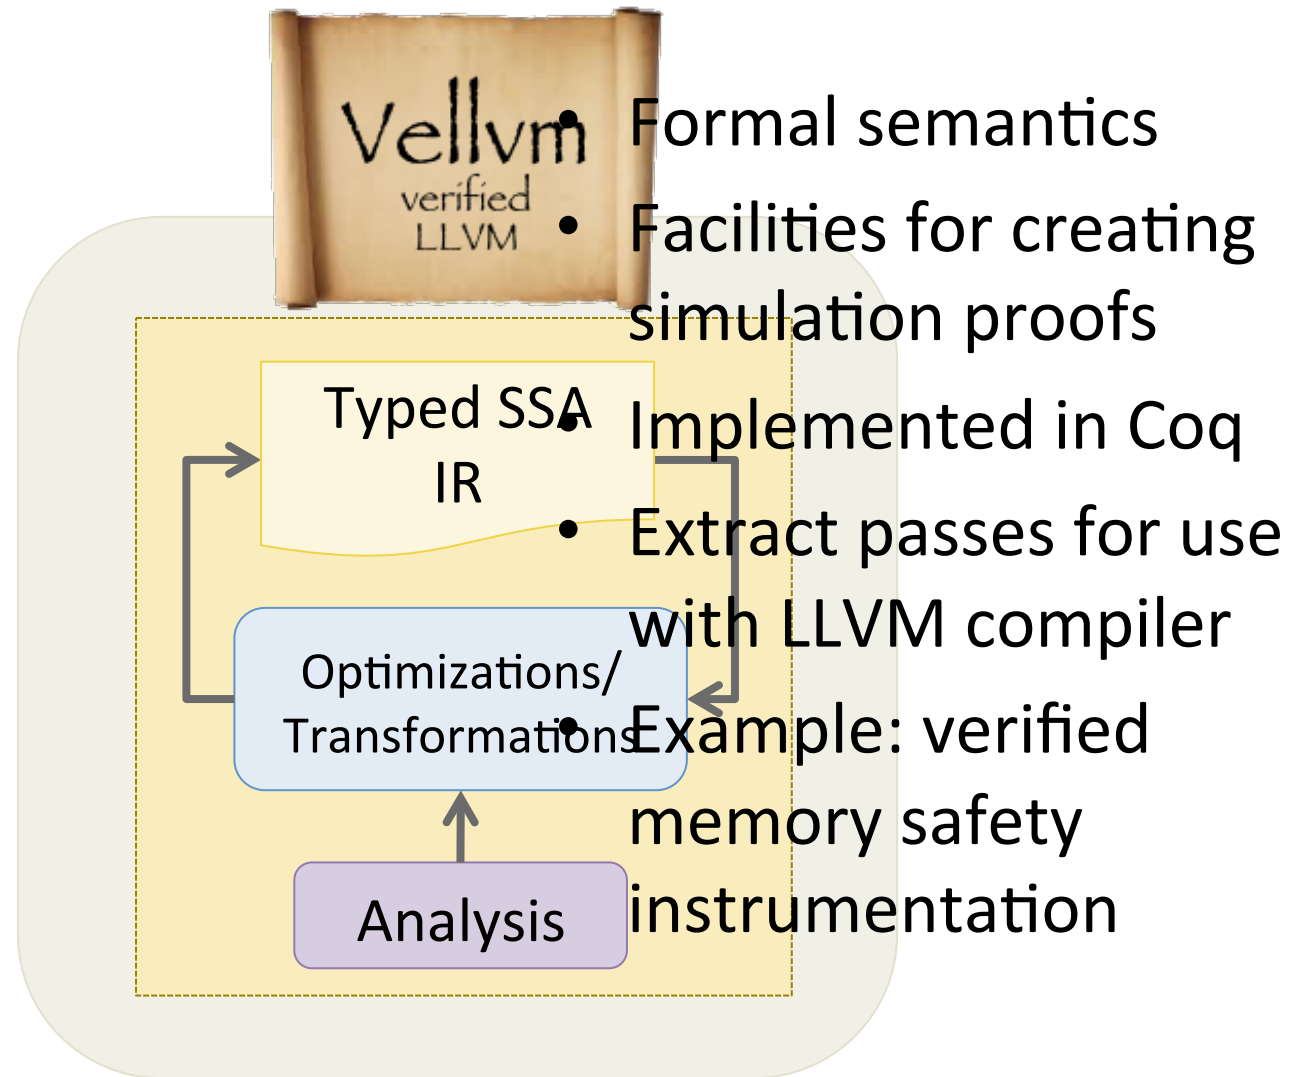 Vellvm
verified
LLVM
• Formal semantics
• Facilities for creating
simulation proofs
• Implemented in Coq
• Extract passes for use
with LLVM compiler
• Example: verified
memory safety
instrumentation
Typed SSA
IR
Optimizations/
Transformations
Analysis